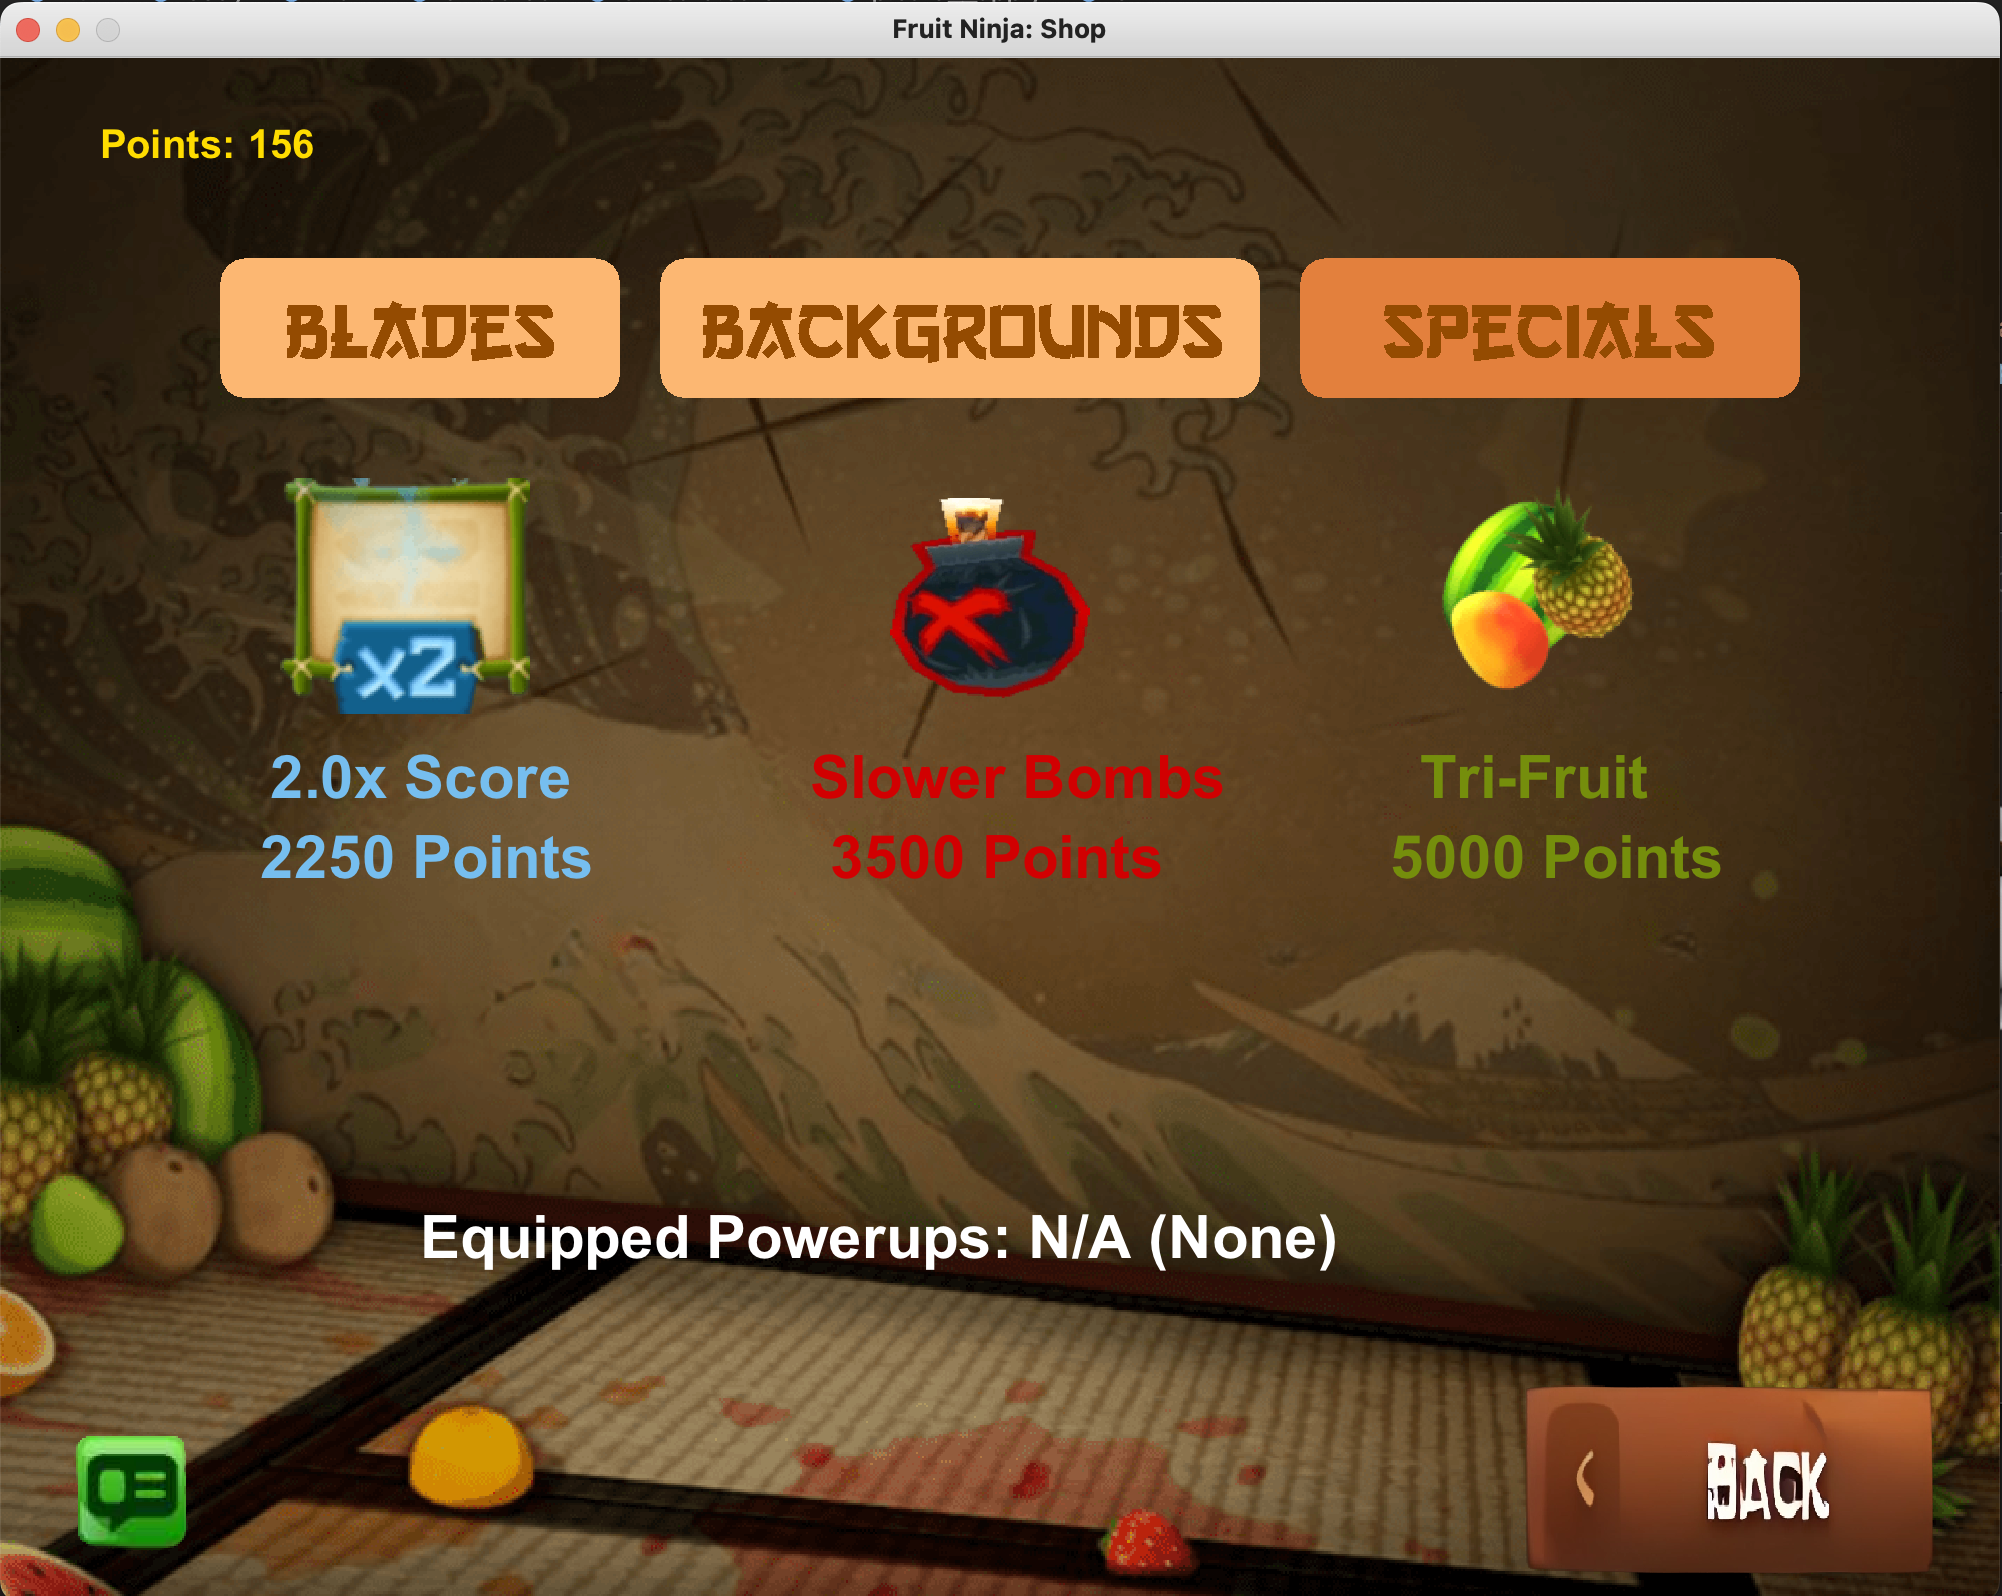 Fruit Ninja: Shop
Points: 156
BLADES
BACKGROUNDS
SPECIALS
x2
2.0x Score
2250 Points
Slower Bombs
3500 Points
Tri-Fruit
5000 Points
Equipped Powerups: N/A (None)
BACK